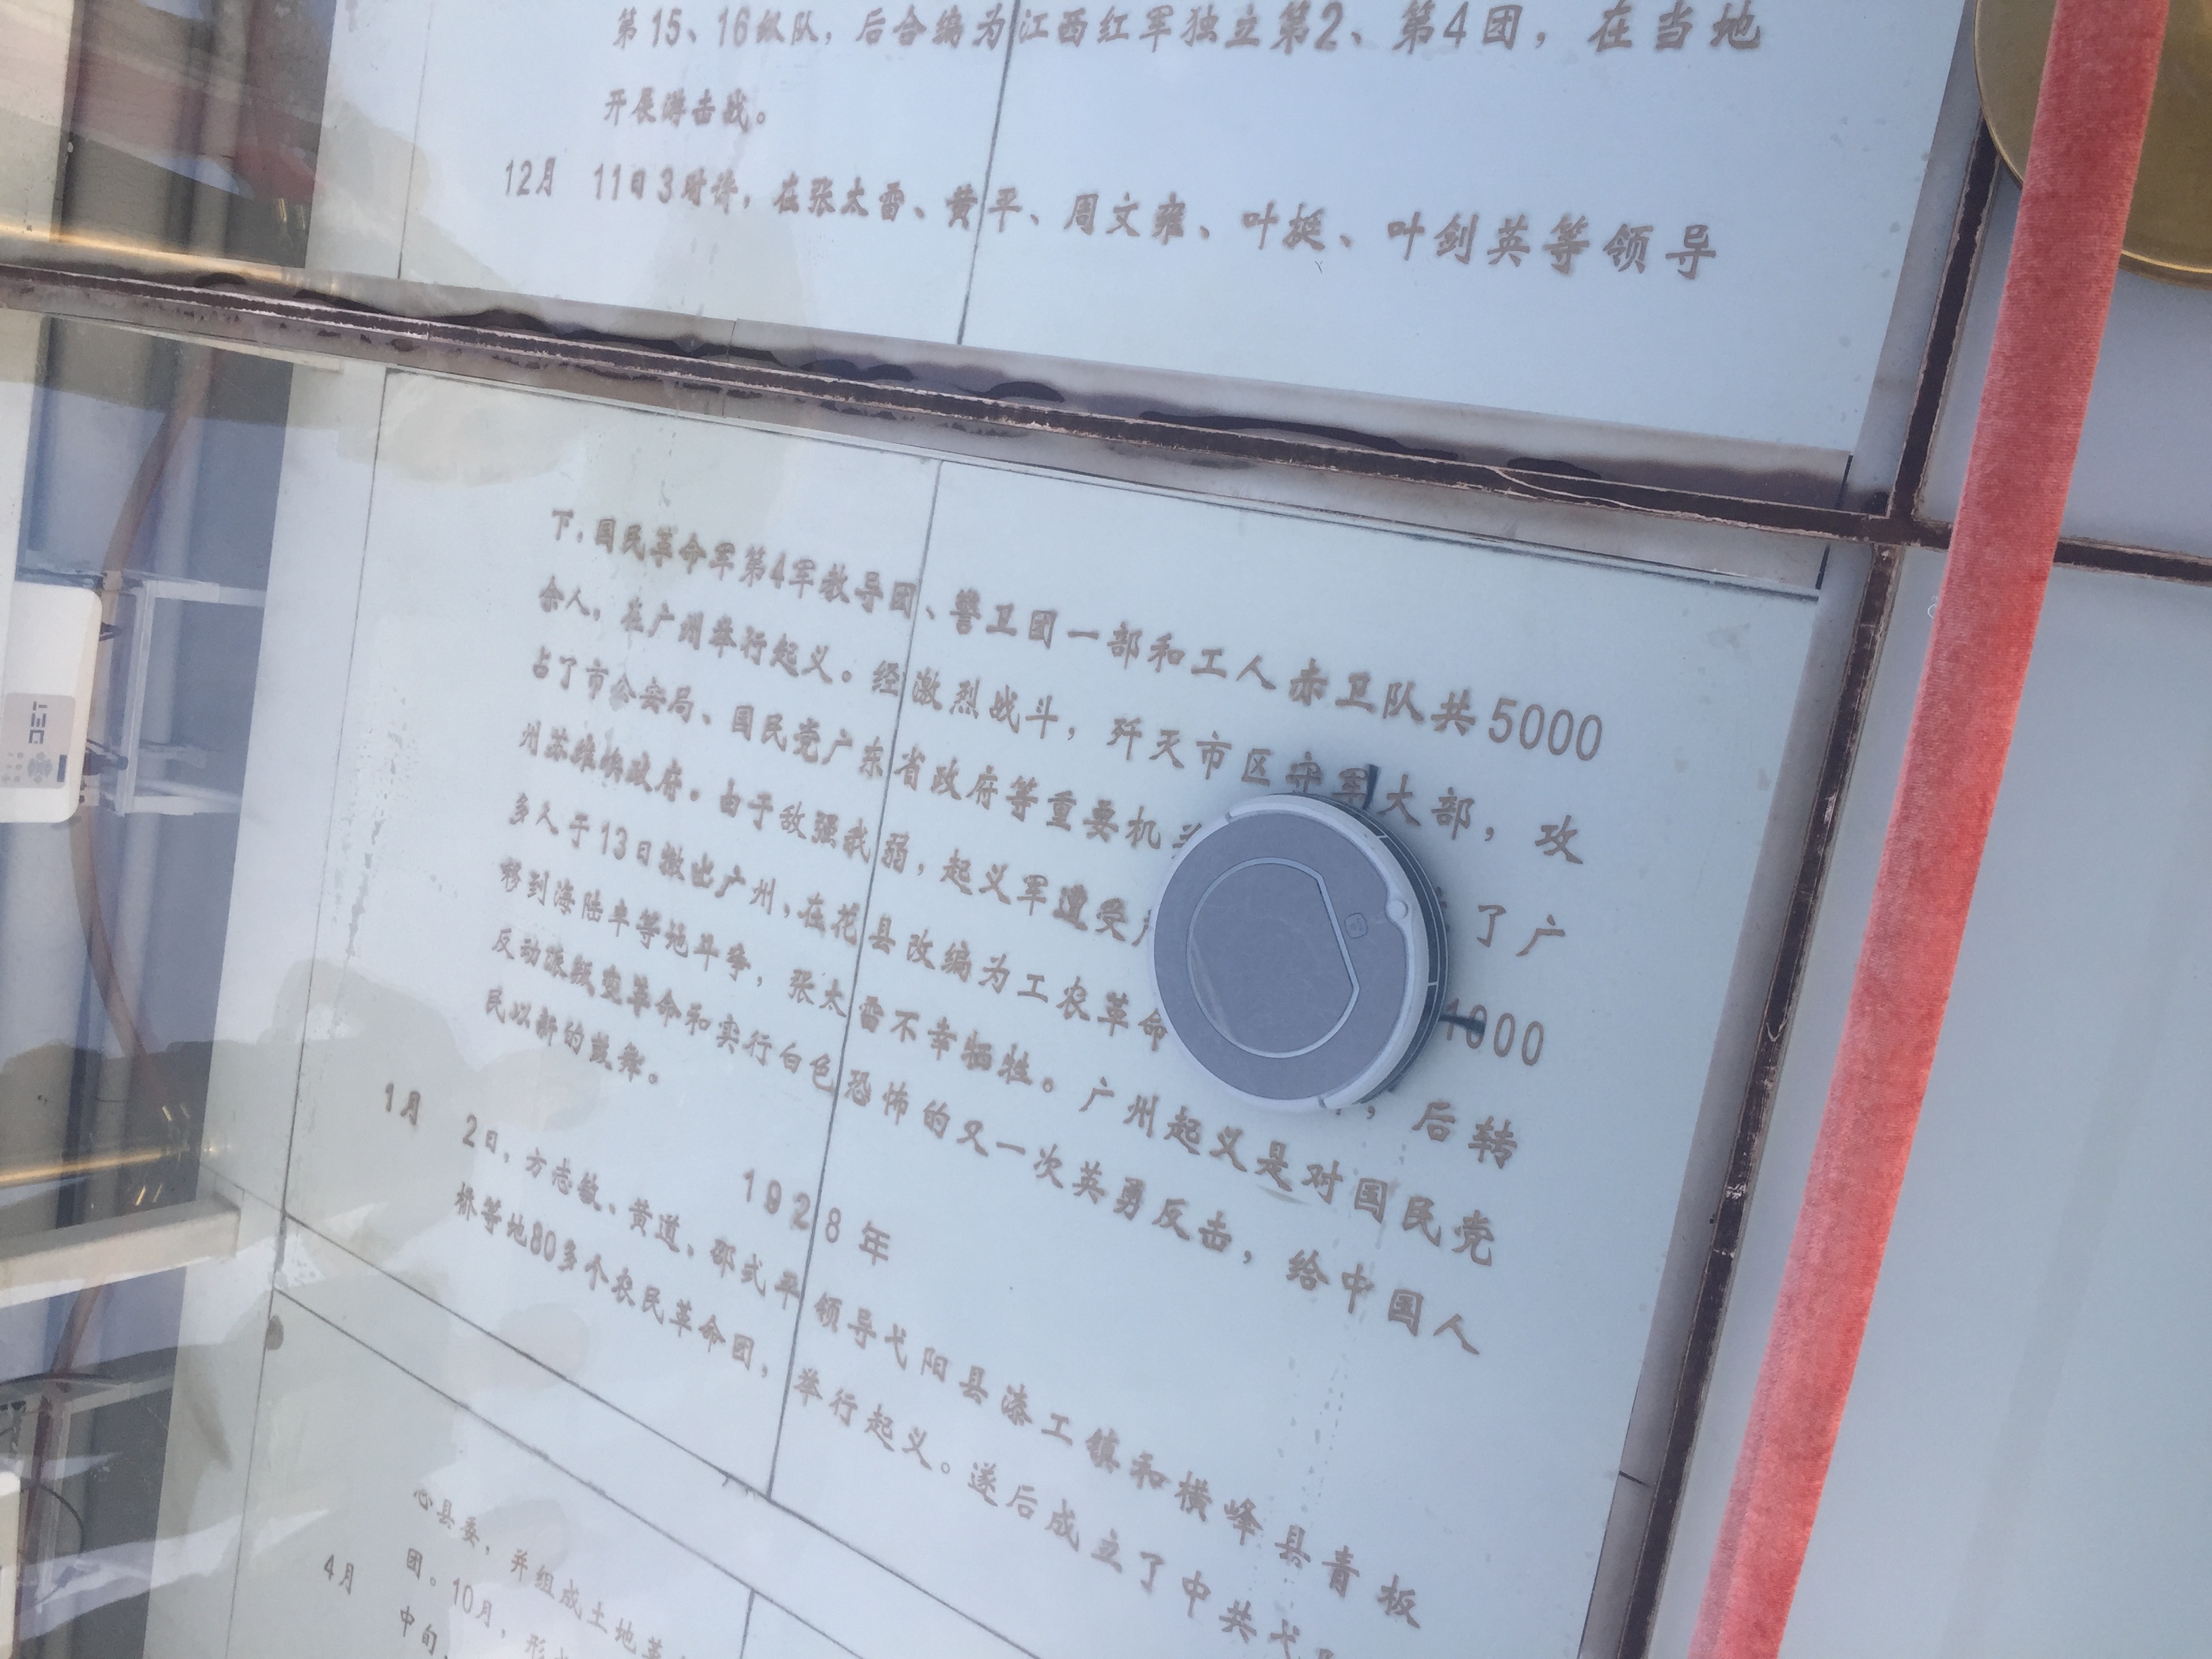 第15、16纵队,后合编为江西红军独立第2、第4团,在当地
开展游击战。
12月 11日3时许,在张太雷、黄平、周文雍、叶挺、叶剑英等领导
下,国民革命军第4军教导团、警卫团一部和工人赤卫队共5000
余人,在广州举行起义。经激烈战斗,歼灭市区守军大部,攻
占了市公安局、国民党广东省政府等重要机 了广
州苏维埃政府。由于敌强我弱,起义军遭受 1000
多人于13日撤出广州,在花县改编为工农革命 ,后转
移到海陆丰等地斗争,张太雷不幸牺牲。广州起义是对国民党
反动派叛变革命和实行白色恐怖的又一次英勇反击,给中国人
民以新的鼓舞。
1928年
1月 2日,方志敏、黄道、邵式平领导弋阳县漆工镇和横峰县青板
桥等地80多个农民革命团,举行起义。遂后成立了中共弋
心县委,并组成土地革
团。10月,
4月 中旬,